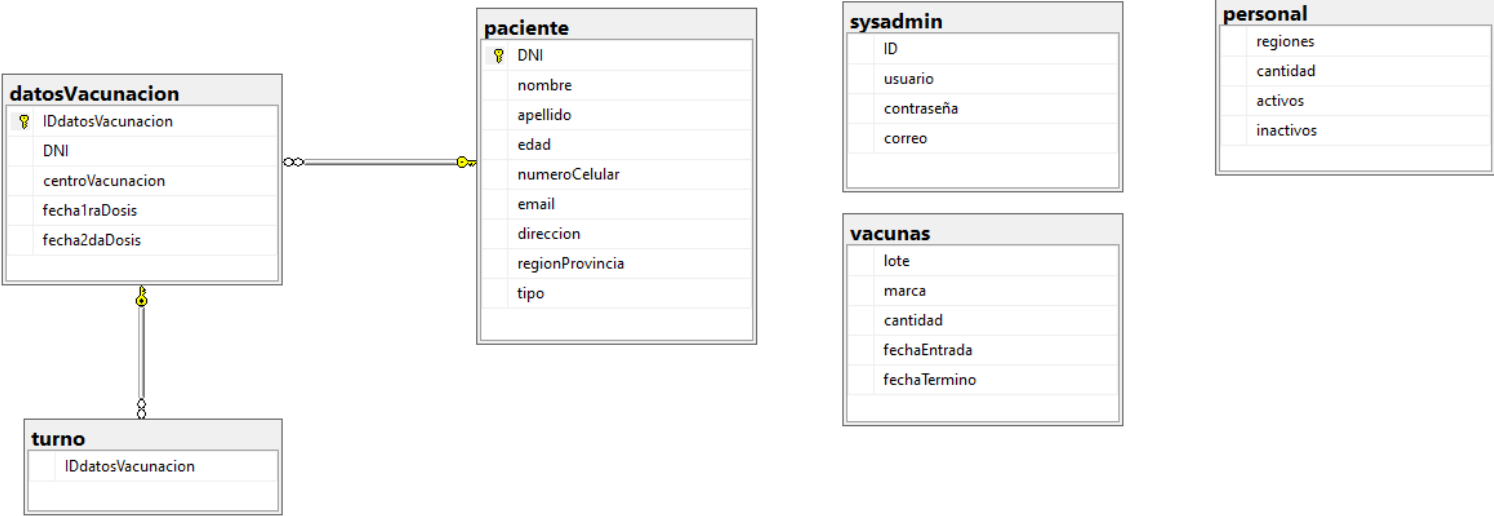 datosVacunacion
IDdatosVacunacion
DNI
centroVacunacion
fecha1raDosis
fecha2daDosis
turno
IDdatosVacunacion
paciente
DNI
nombre
apellido
edad
numeroCelular
email
direccion
regionProvincia
tipo
sysadmin
ID
usuario
contraseña
correo
vacunas
lote
marca
cantidad
fechaEntrada
fechaTermino
personal
regiones
cantidad
activos
inactivos